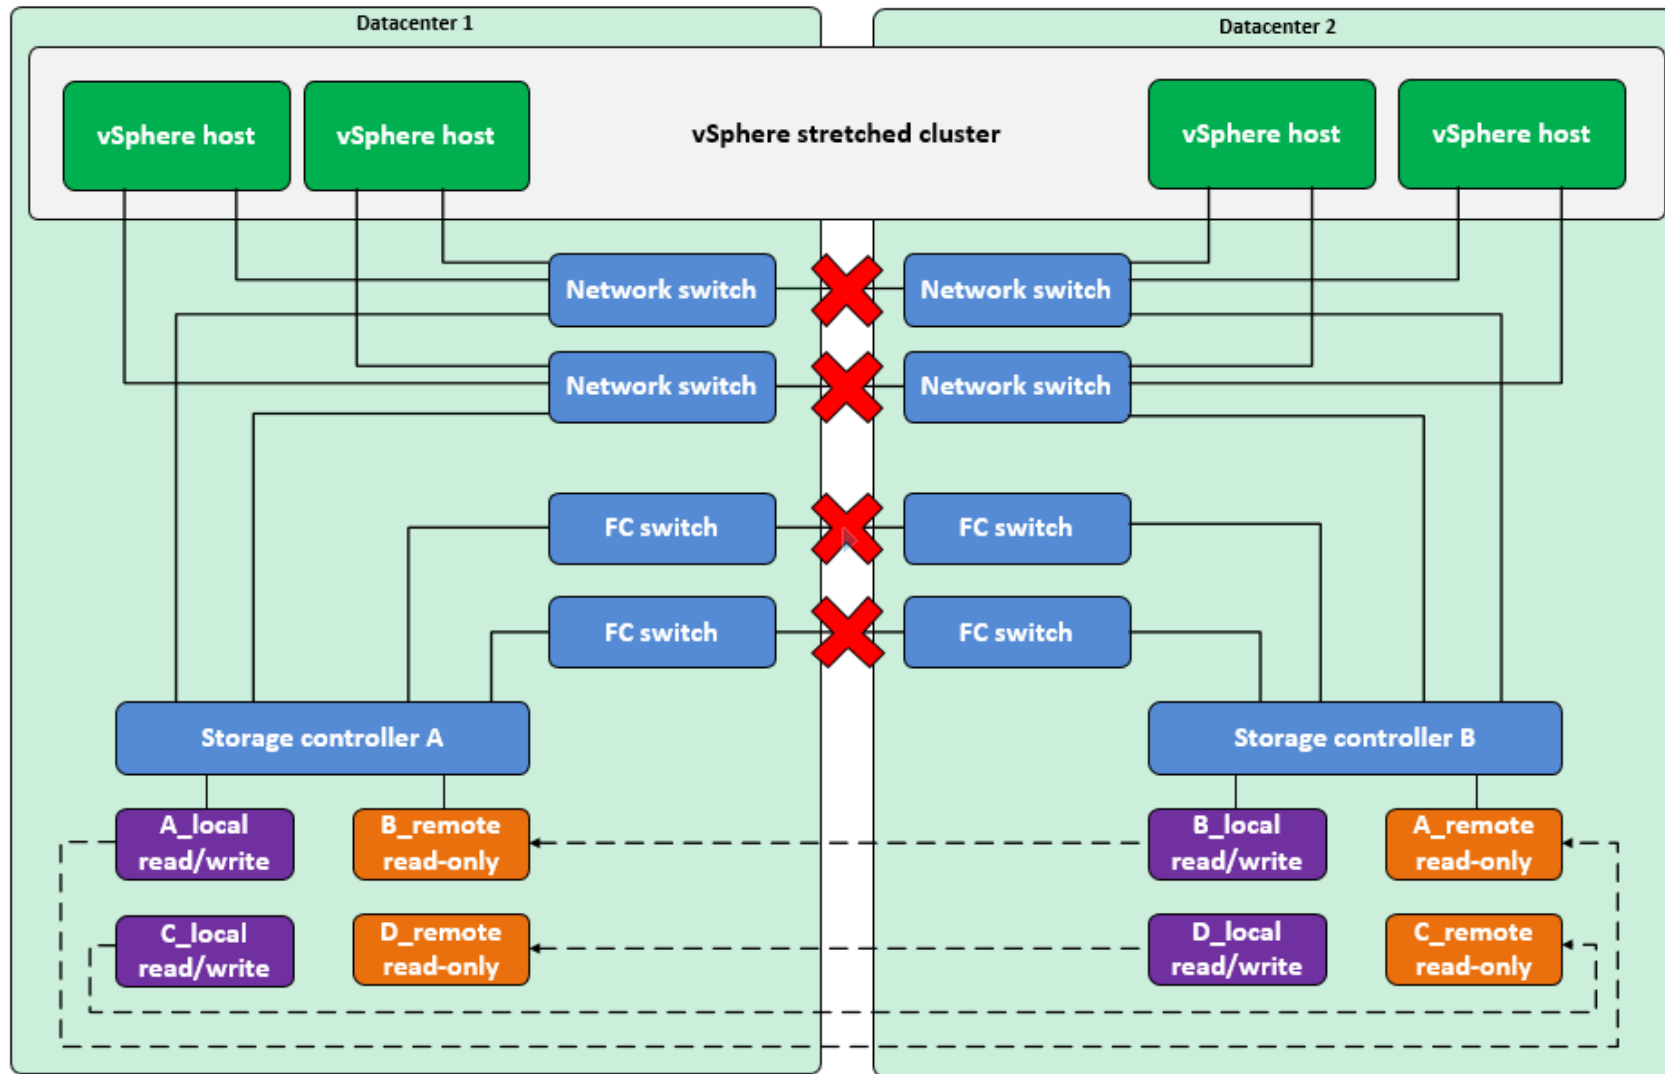 Datacenter 1
Datacenter 2
vSphere host
vSphere host
vSphere stretched cluster
vSphere host
vSphere host
Network switch
Network switch
Network switch
Network switch
FC switch
FC switch
FC switch
FC switch
Storage controller A
Storage controller B
A_local
read/write
B_remote
read-only
B_local
read/write
A_remote
read-only
C_local
read/write
D_remote
read-only
D_local
read/write
C_remote
read-only